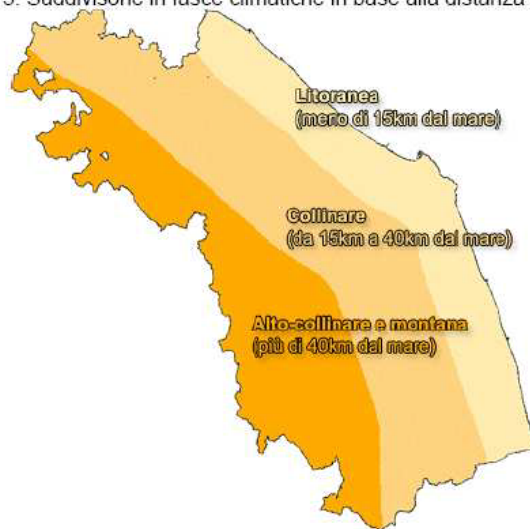 5. Suddivisone in fasce climatiche in base alla distanza
Litoranea
(meno di 15km dal mare)
Collinare
(da 15km a 40km dal mare)
Alto-collinare e montana
(più di 40km dal mare)